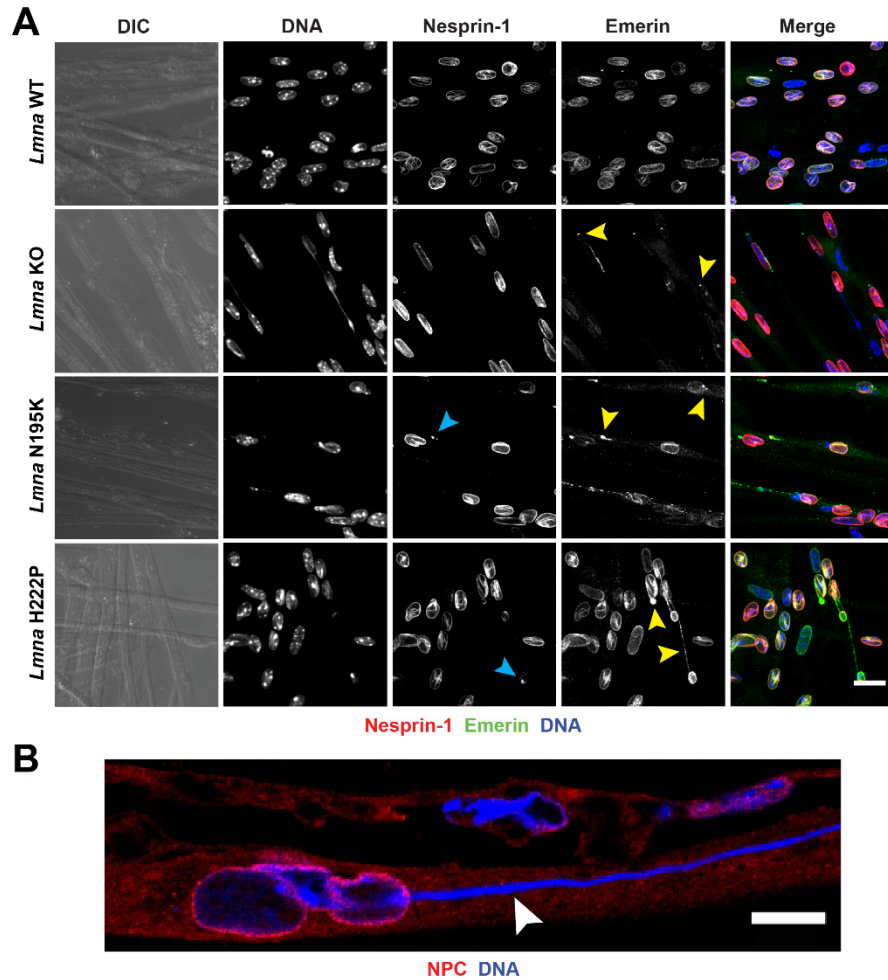 A
DIC DNA Nesprin-1 Emerin Merge
Lmna WT
Lmna KO
Lmna N195K
Lmna H222P
Nesprin-1 Emerin DNA
B
NPC DNA